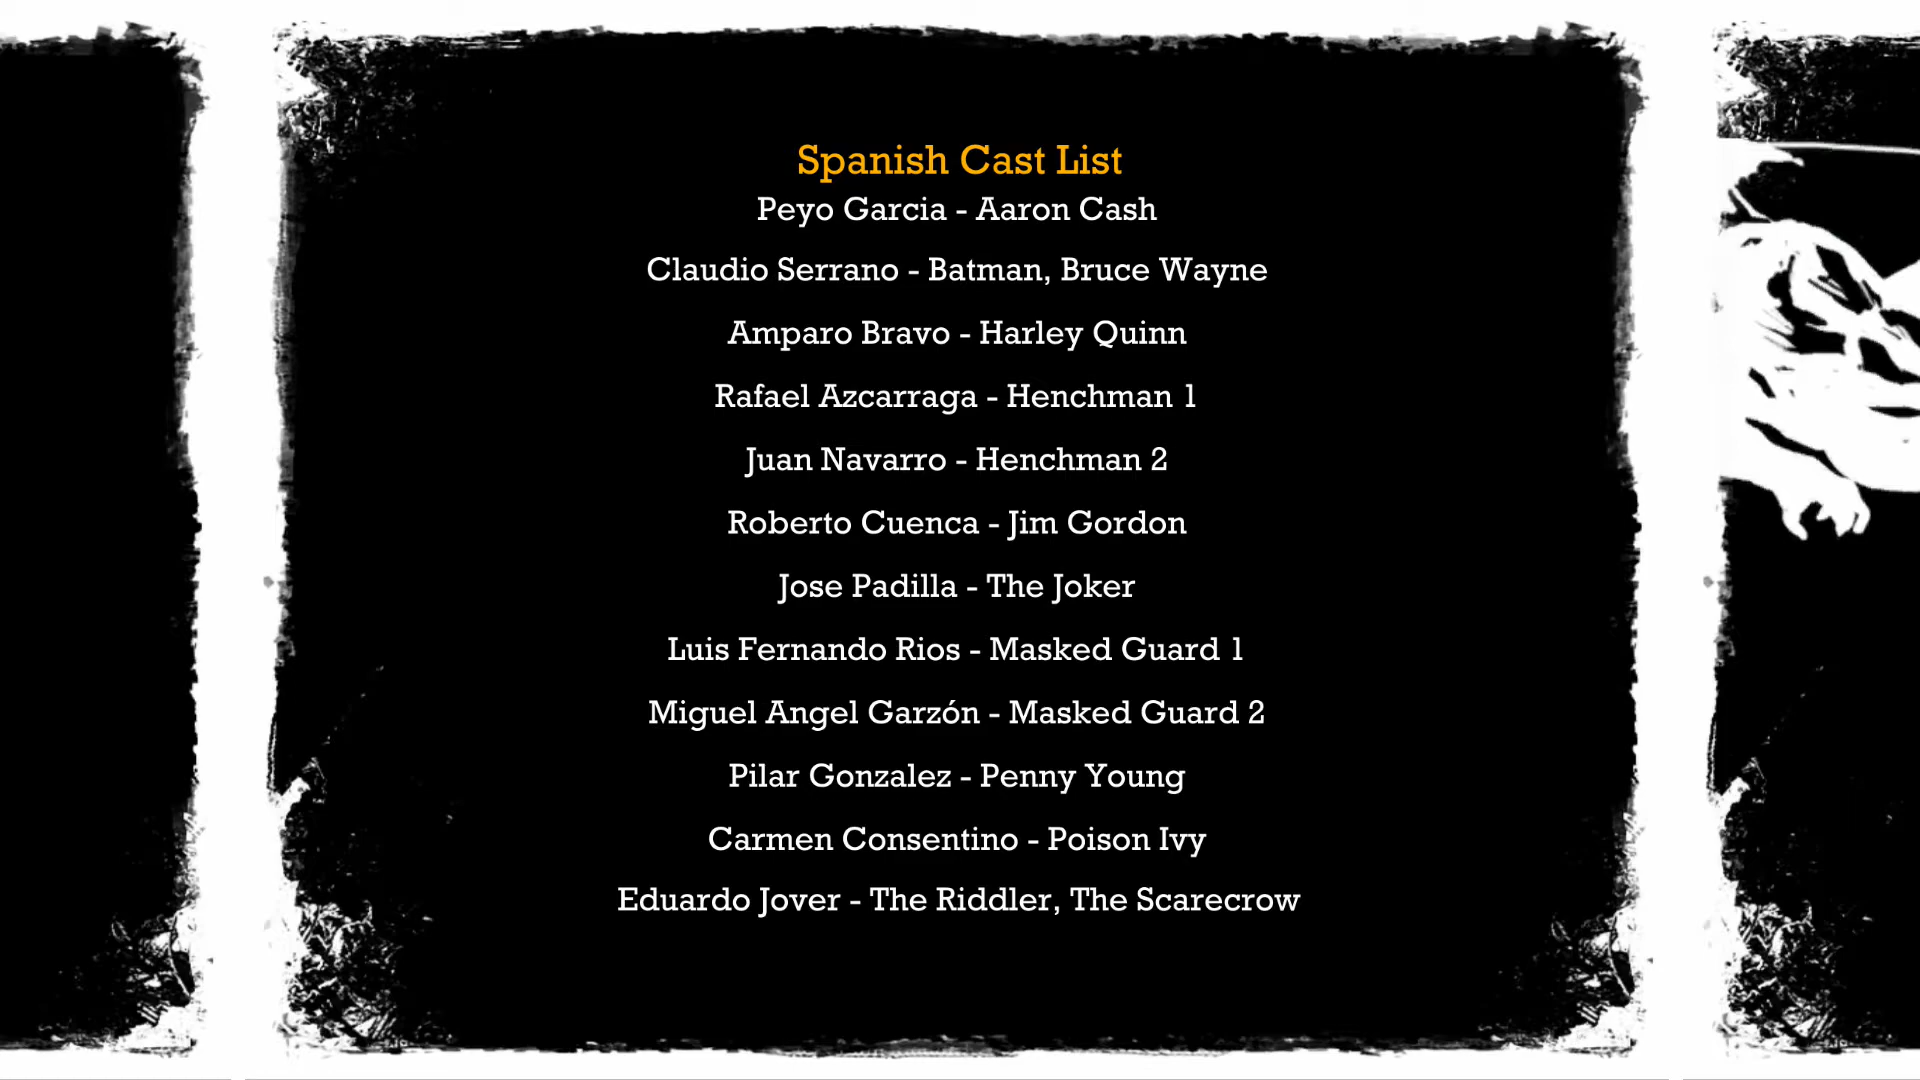 Spanish Cast List
Peyo Garcia - Aaron Cash
Claudio Serrano - Batman, Bruce Wayne
Amparo Bravo - Harley Quinn
Rafael Azcarraga - Henchman 1
Juan Navarro - Henchman 2
Roberto Cuenca - Jim Gordon
Jose Padilla - The Joker
Luis Fernando Rios - Masked Guard 1
Miguel Angel Garzón - Masked Guard 2
Pilar Gonzalez - Penny Young
Carmen Consentino - Poison Ivy
Eduardo Jover - The Riddler, The Scarecrow